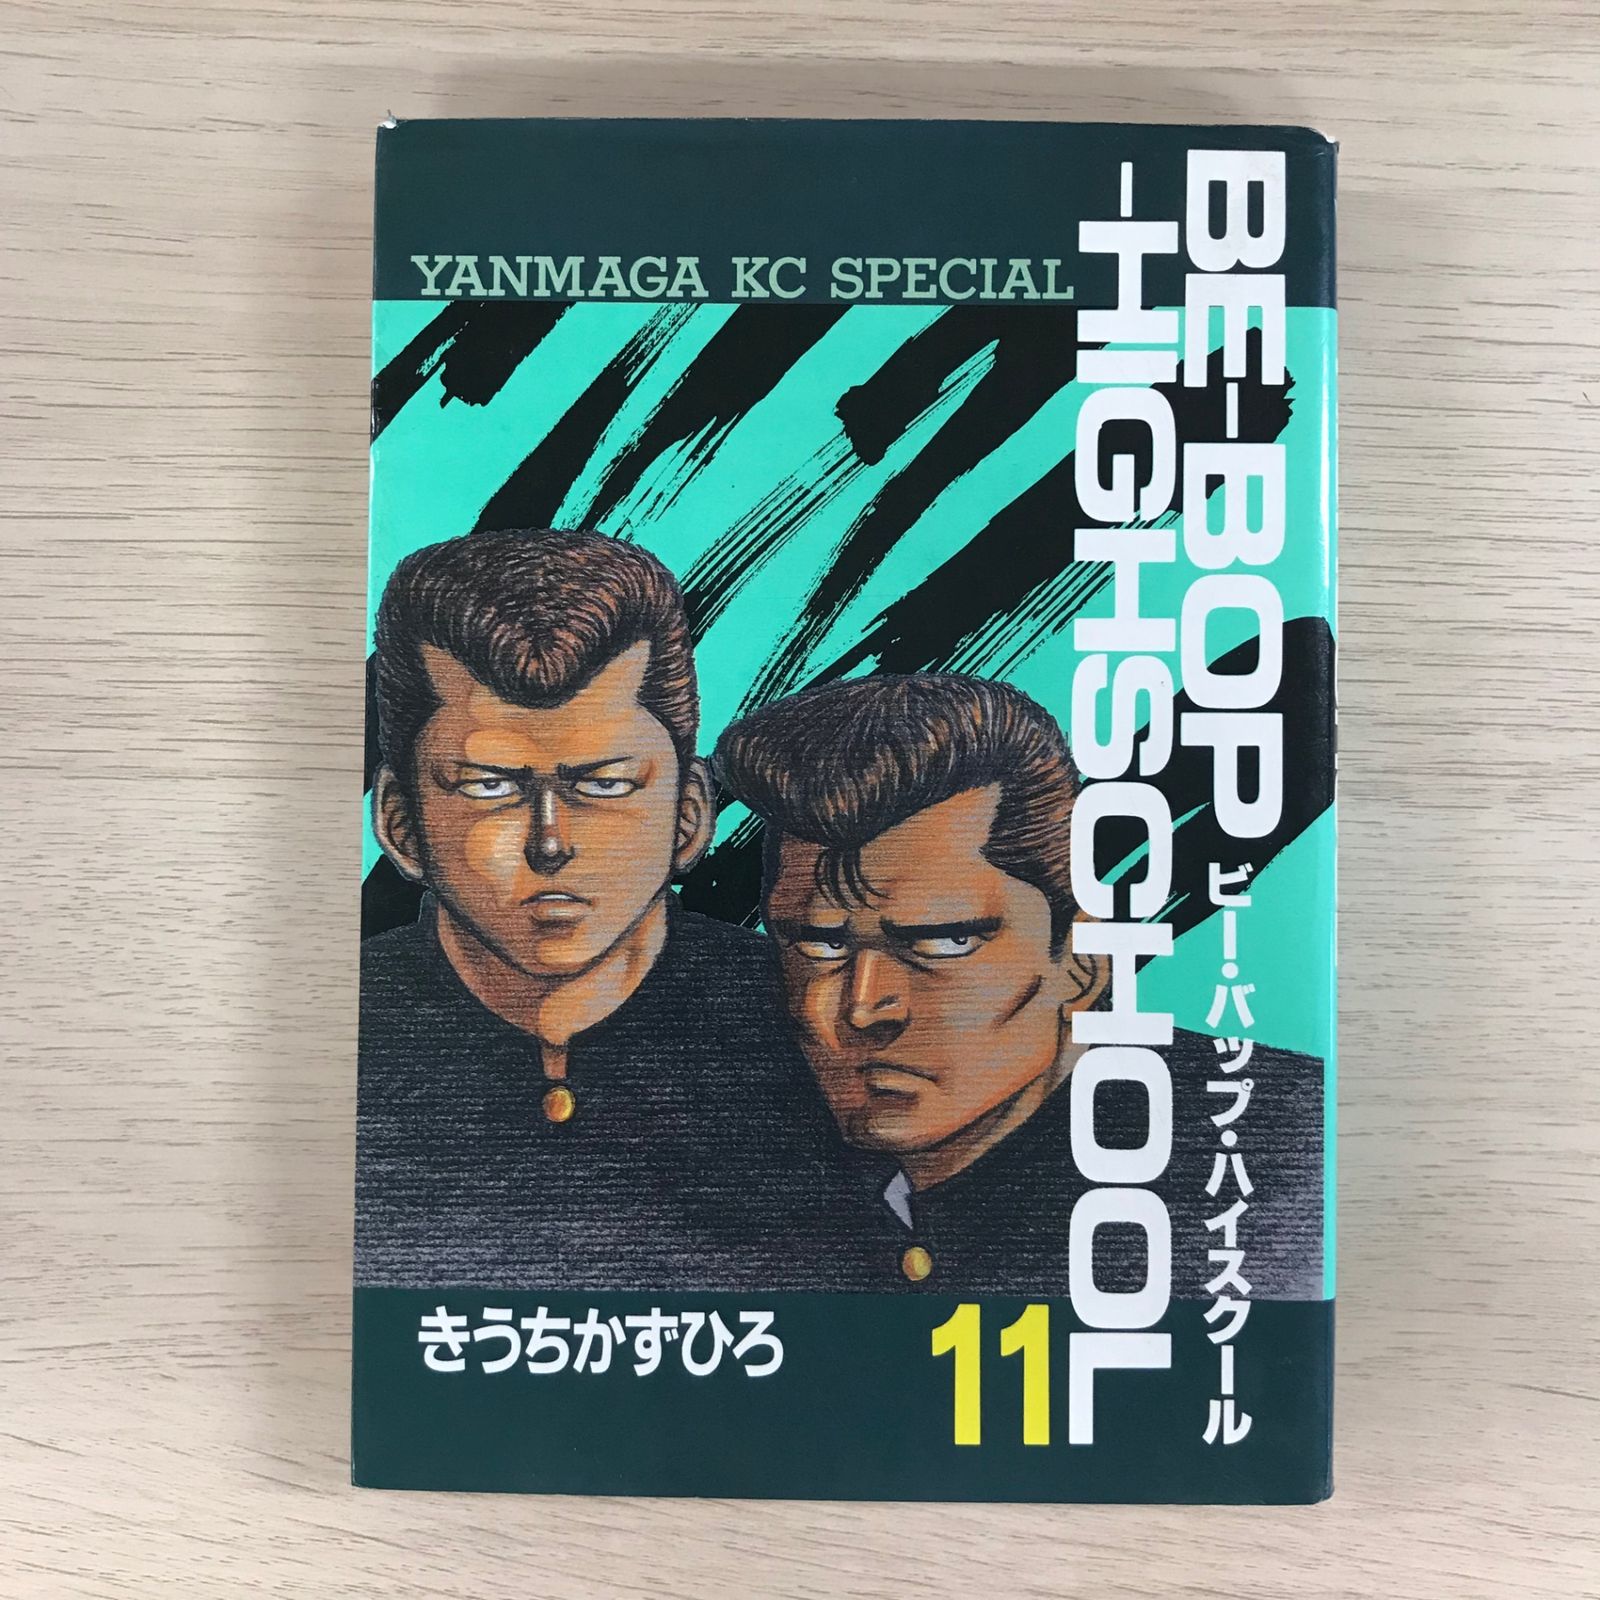 YANMAGA KC SPECIAL
BE-BOP
-HIGHSCHOOL
ビー・バップ・ハイスクール
きうちかずひろ
11